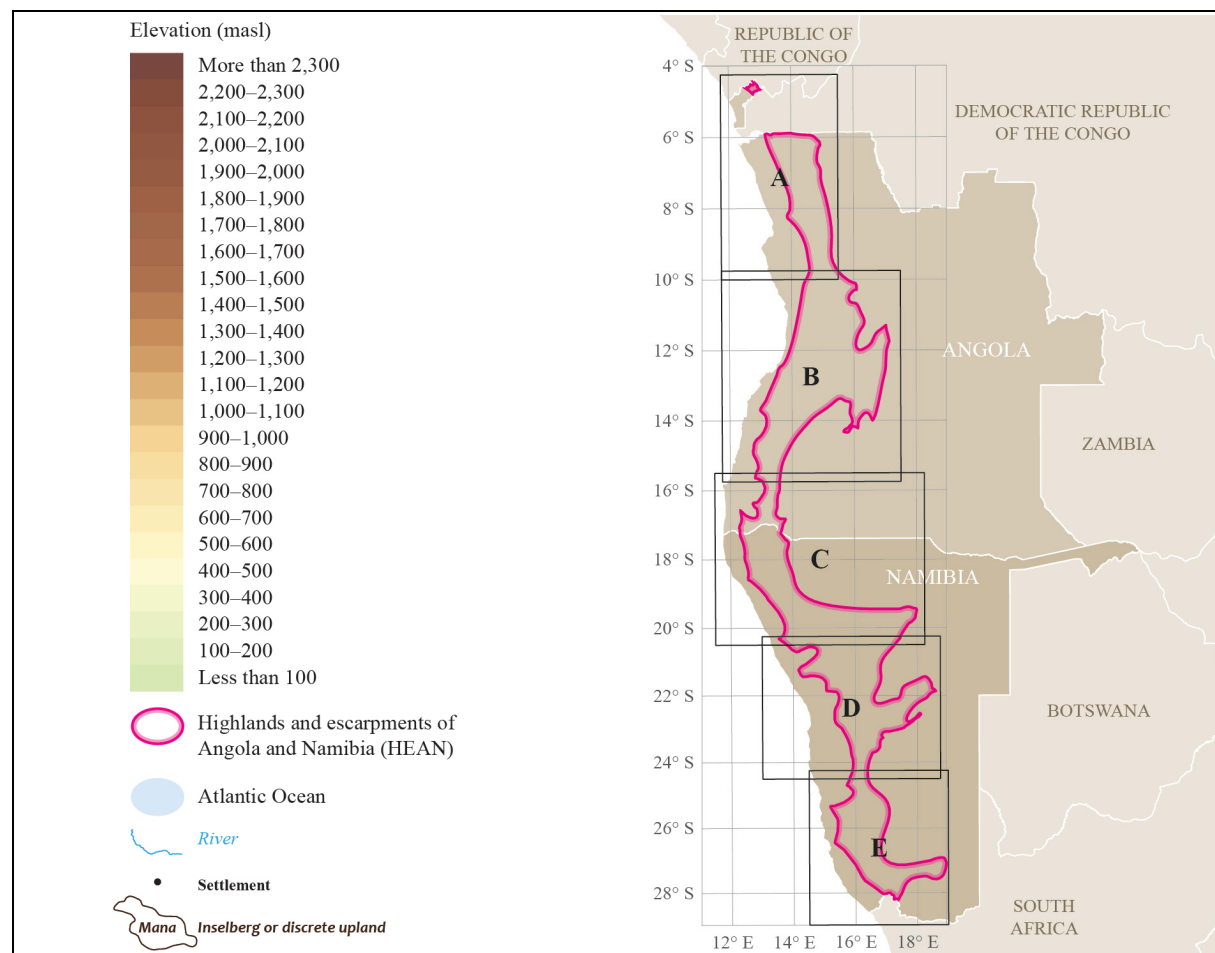 Elevation (masl)
More than 2,300
2,200–2,300
2,100–2,200
2,000–2,100
1,900–2,000
1,800–1,900
1,700–1,800
1,600–1,700
1,500–1,600
1,400–1,500
1,300–1,400
1,200–1,300
1,100–1,200
1,000–1,100
900–1,000
800–900
700–800
600–700
500–600
400–500
300–400
200–300
100–200
Less than 100
Highlands and escarpments of
Angola and Namibia (HEAN)
Atlantic Ocean
River
Settlement
Mana
Inselberg or discrete upland
REPUBLIC OF
THE CONGO
4° S
DEMOCRATIC REPUBLIC
OF THE CONGO
6° S
A
8° S
10° S
12° S
ANGOLA
B
14° S
ZAMBIA
16° S
18° S
C
NAMIBIA
20° S
22° S
D
BOTSWANA
24° S
26° S
E
28° S
SOUTH
AFRICA
12° E
14° E
16° E
18° E